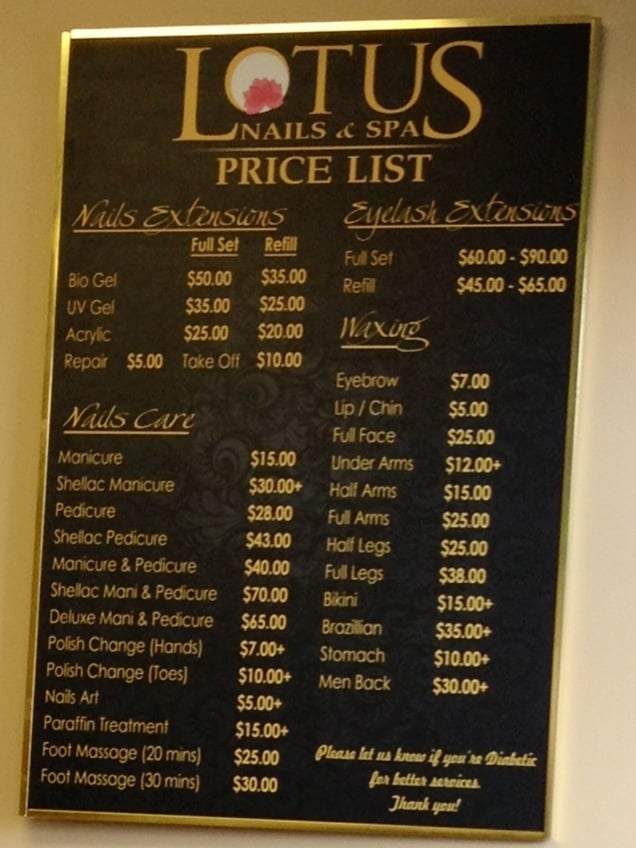 LOTUS
NAILS & SPA
PRICE LIST
Nails Extensions
Full Set Refill
Bio Gel $50.00 $35.00
UV Gel $35.00 $25.00
Acrylic $25.00 $20.00
Repair $5.00 Take Off $10.00
Nails Care
Manicure $15.00
Shellac Manicure $30.00+
Pedicure $28.00
Shellac Pedicure $43.00
Manicure & Pedicure $40.00
Shellac Mani & Pedicure $70.00
Deluxe Mani & Pedicure $65.00
Polish Change (Hands) $7.00+
Polish Change (Toes) $10.00+
Nails Art $5.00+
Paraffin Treatment $15.00+
Foot Massage (20 mins) $25.00
Foot Massage (30 mins) $30.00
Eyelash Extensions
Full Set $60.00 - $90.00
Refill $45.00 - $65.00
Waxing
Eyebrow $7.00
Lip / Chin $5.00
Full Face $25.00
Under Arms $12.00+
Half Arms $15.00
Full Arms $25.00
Half Legs $25.00
Full Legs $38.00
Bikini $15.00+
Brazillian $35.00+
Stomach $10.00+
Men Back $30.00+
Please let us know if you're Diabetic
for better services.
Thank you!